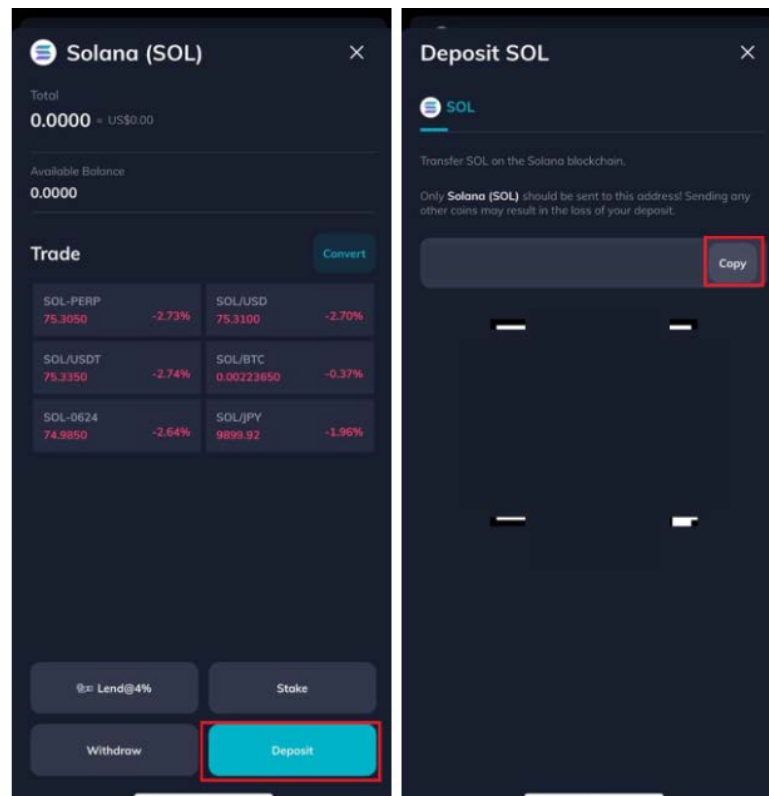 Solana (SOL)
Total
0.0000 ≈ US$0.00
Available Balance
0.0000
Trade
Convert
SOL-PERP
75.3050 -2.73%
SOL/USD
75.3100 -2.70%
SOL/USDT
75.3350 -2.74%
SOL/BTC
0.00223650 -0.37%
SOL-0624
74.9850 -2.64%
SOL/JPY
9899.92 -1.96%
Lend@4%
Stake
Withdraw
Deposit
Deposit SOL
SOL
Transfer SOL on the Solana blockchain.
Only Solana (SOL) should be sent to this address! Sending any
other coins may result in the loss of your deposit.
Copy